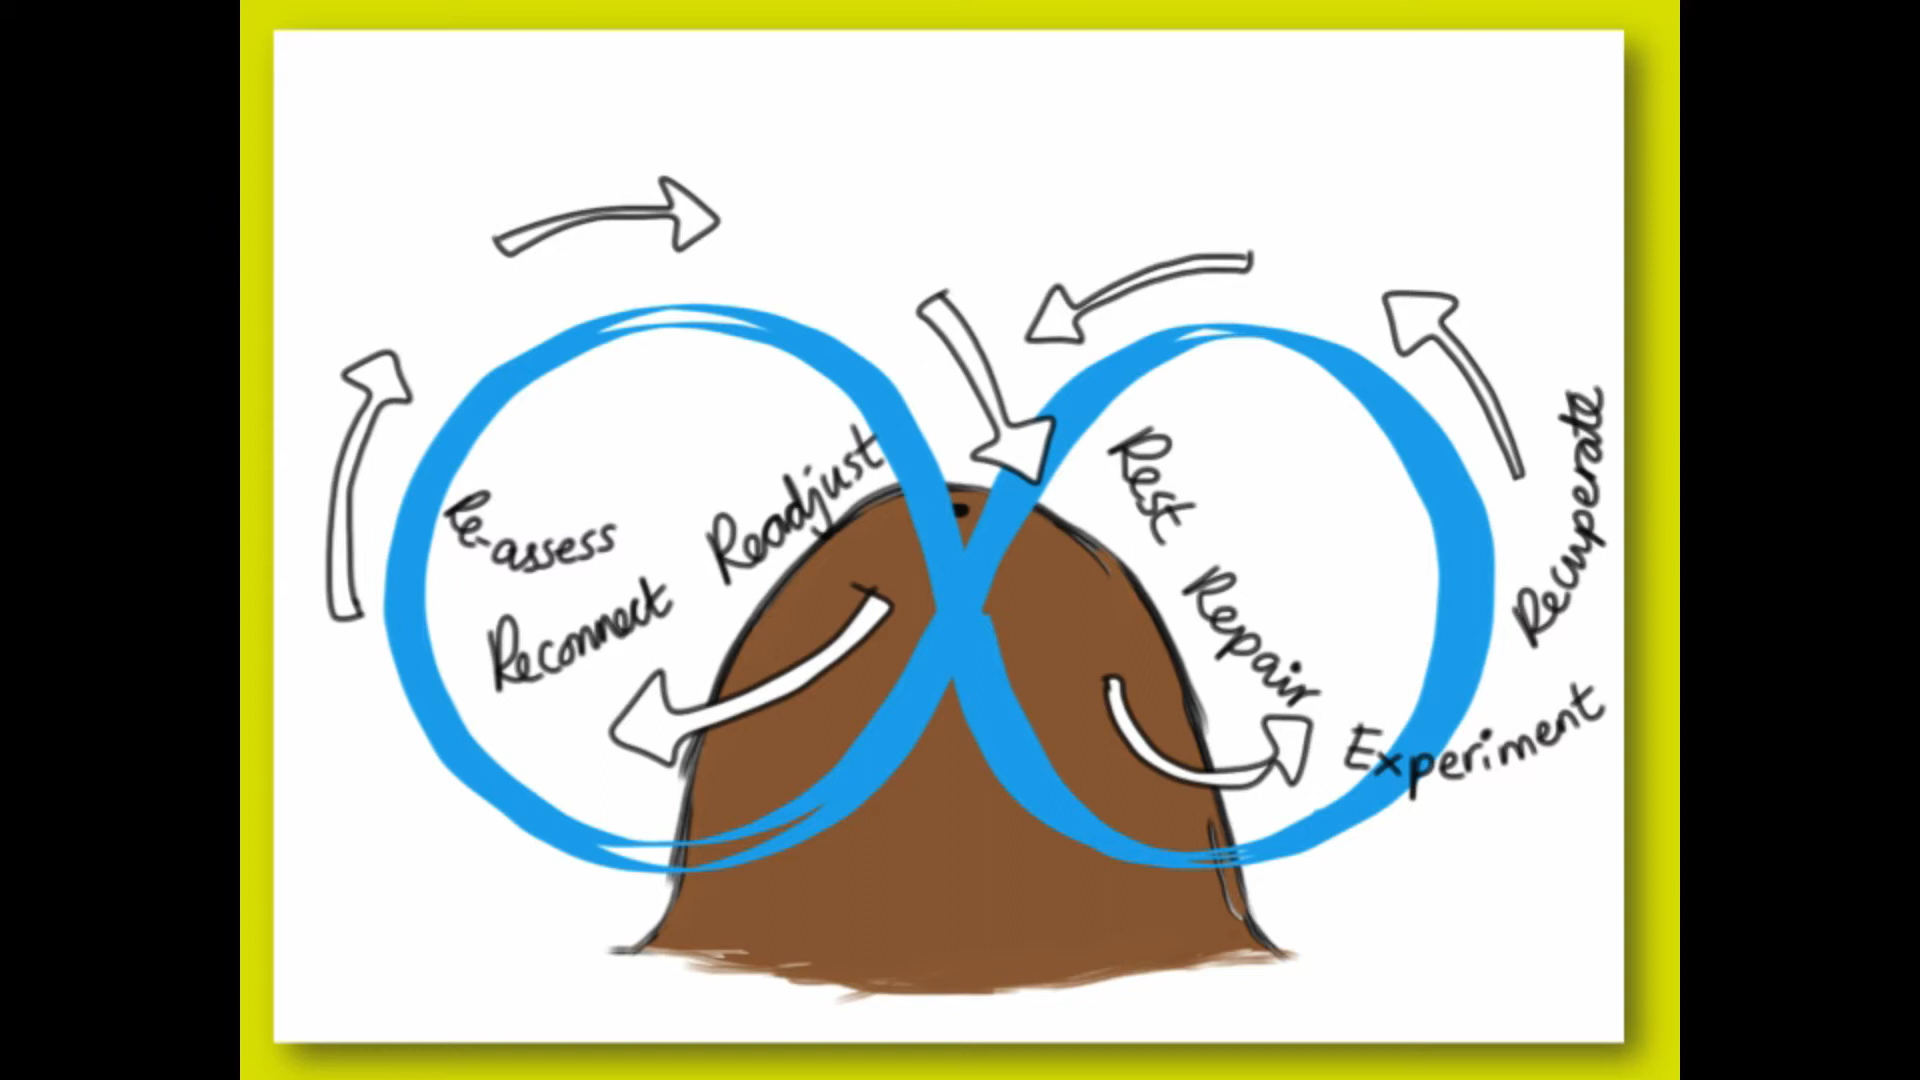 Re-assess
Reconnect
Readjust
Rest
Repair
Experiment
Recuperate